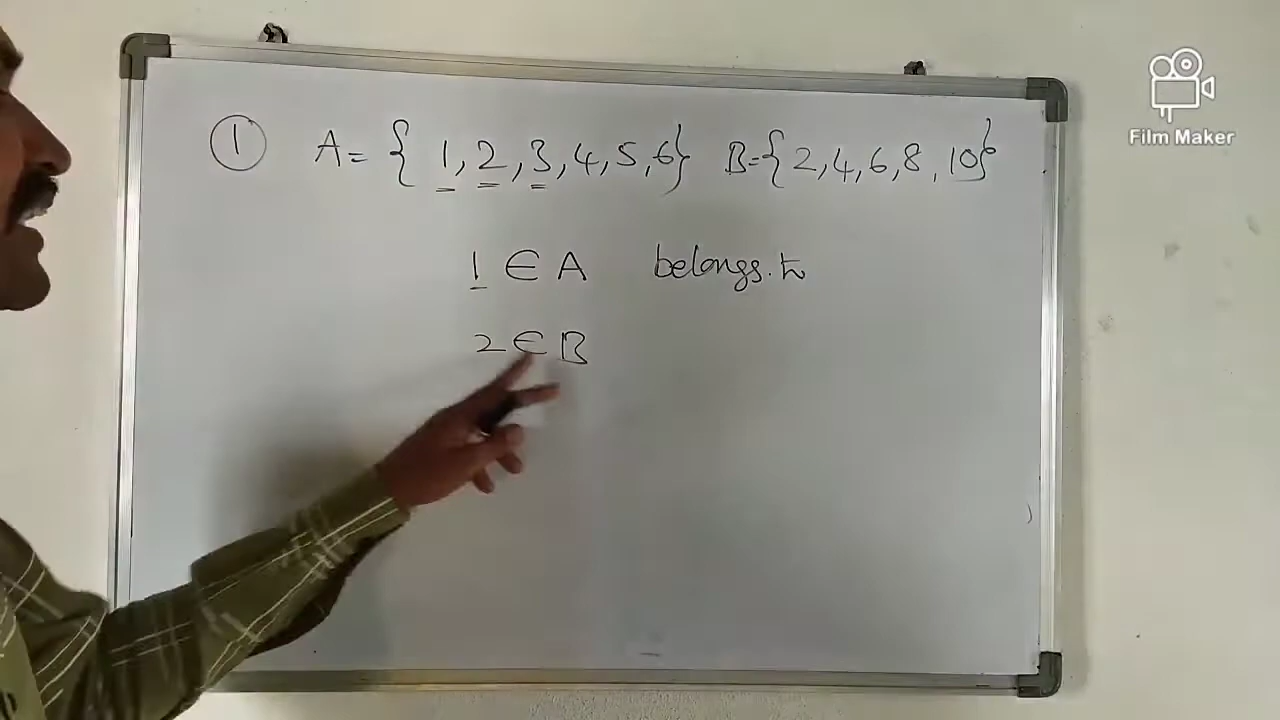 ① A = { 1, 2, 3, 4, 5, 6} B = {2, 4, 6, 8, 10}
1 ∈ A belongs.to
2 ∈ B
Film Maker